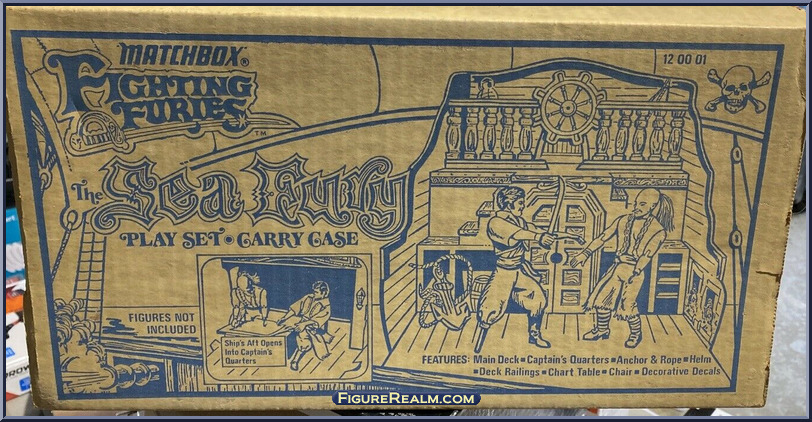 MATCHBOX®
FIGHTING
FURIES
™
12 00 01
The Sea Fury
PLAY SET • CARRY CASE
FIGURES NOT
INCLUDED
Ship's Aft Opens
Into Captain's
Quarters
FEATURES: Main Deck ▪ Captain's Quarters ▪ Anchor & Rope ▪ Helm
▪ Deck Railings ▪ Chart Table ▪ Chair ▪ Decorative Decals
FIGUREREALM.COM